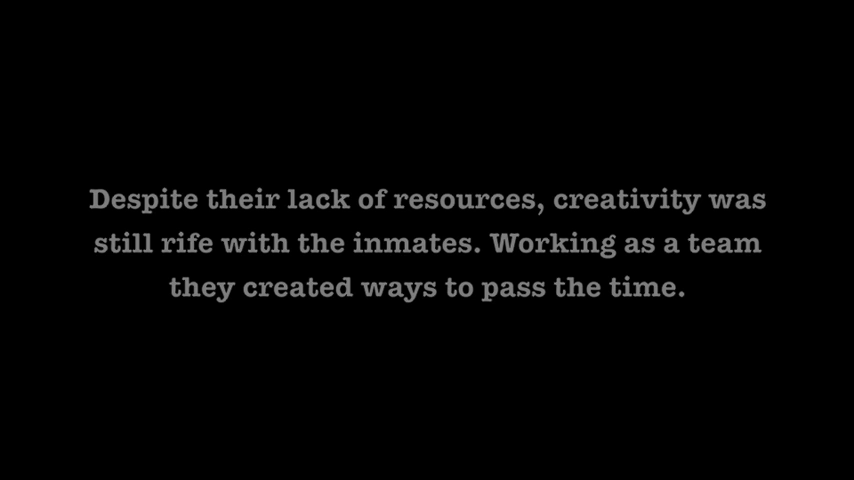 Despite their lack of resources, creativity was
still rife with the inmates. Working as a team
they created ways to pass the time.